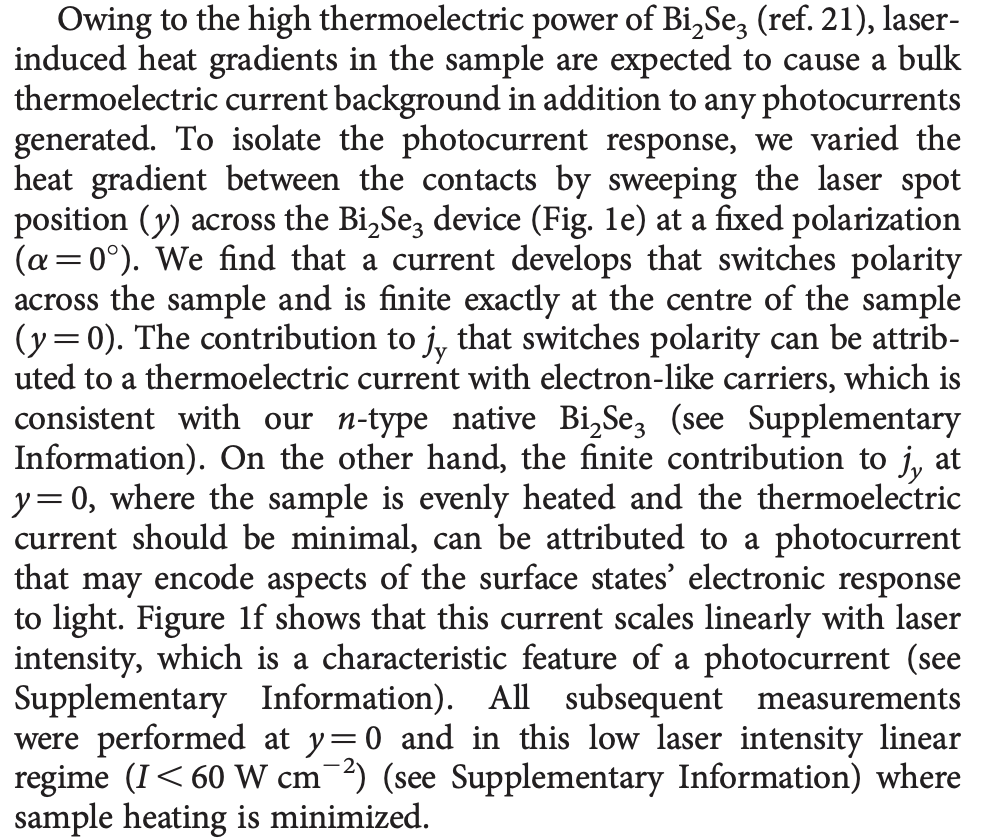 Owing to the high thermoelectric power of Bi₂Se₃ (ref. 21), laser-
induced heat gradients in the sample are expected to cause a bulk
thermoelectric current background in addition to any photocurrents
generated. To isolate the photocurrent response, we varied the
heat gradient between the contacts by sweeping the laser spot
position (y) across the Bi₂Se₃ device (Fig. 1e) at a fixed polarization
(α = 0°). We find that a current develops that switches polarity
across the sample and is finite exactly at the centre of the sample
(y = 0). The contribution to jᵧ that switches polarity can be attrib-
uted to a thermoelectric current with electron-like carriers, which is
consistent with our n-type native Bi₂Se₃ (see Supplementary
Information). On the other hand, the finite contribution to jᵧ at
y = 0, where the sample is evenly heated and the thermoelectric
current should be minimal, can be attributed to a photocurrent
that may encode aspects of the surface states’ electronic response
to light. Figure 1f shows that this current scales linearly with laser
intensity, which is a characteristic feature of a photocurrent (see
Supplementary Information). All subsequent measurements
were performed at y = 0 and in this low laser intensity linear
regime (I < 60 W cm⁻²) (see Supplementary Information) where
sample heating is minimized.